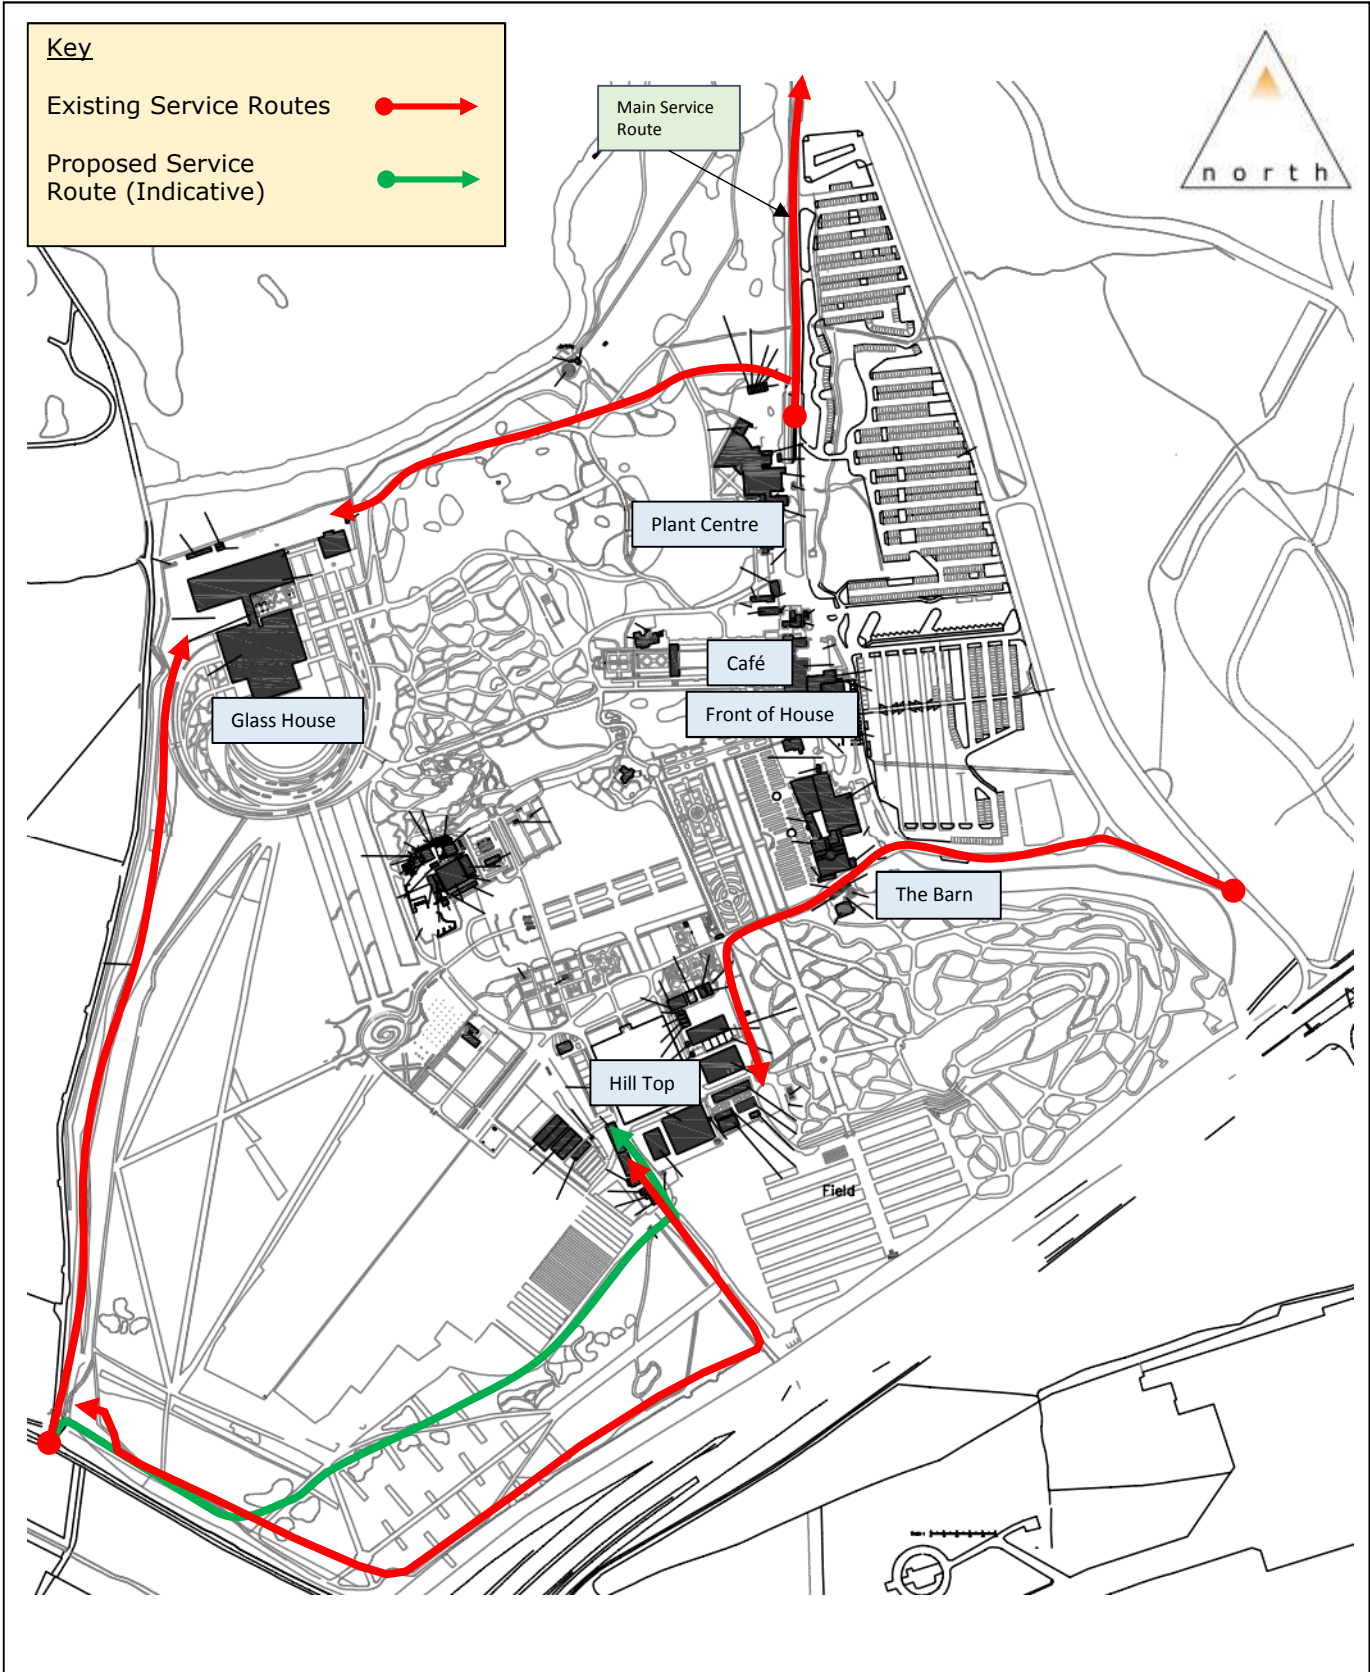 Key
Existing Service Routes
Proposed Service
Route (Indicative)
Main Service
Route
north
Plant Centre
Café
Front of House
Glass House
The Barn
Hill Top
Field